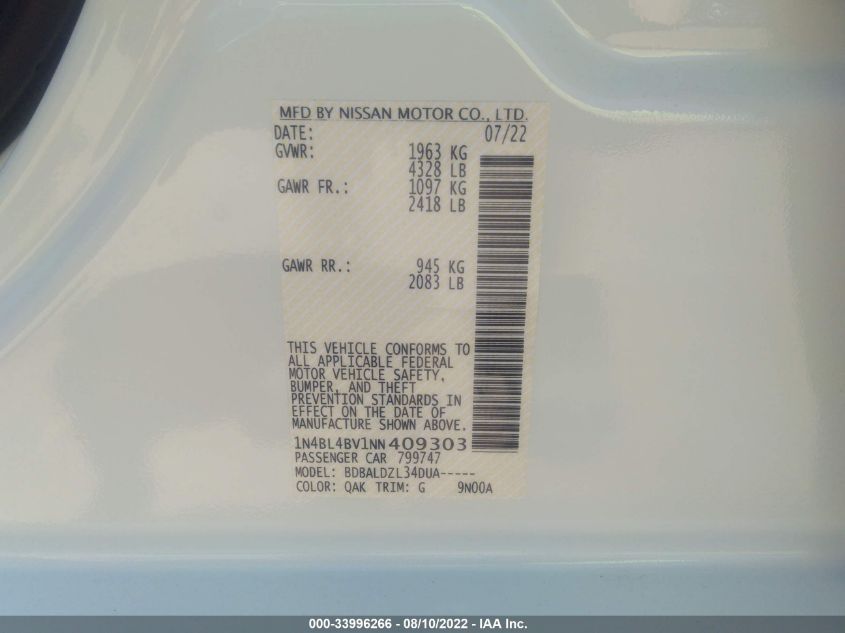 MFD BY NISSAN MOTOR CO., LTD.
DATE: 07/22
GVWR: 1963 KG
4328 LB
GAWR FR.: 1097 KG
2418 LB
GAWR RR.: 945 KG
2083 LB
THIS VEHICLE CONFORMS TO
ALL APPLICABLE FEDERAL
MOTOR VEHICLE SAFETY,
BUMPER, AND THEFT
PREVENTION STANDARDS IN
EFFECT ON THE DATE OF
MANUFACTURE SHOWN ABOVE.
1N4BL4BV1NN409303
PASSENGER CAR 799747
MODEL: BDBALDZL34DUA-----
COLOR: QAK TRIM: G 9N00A
000-33996266 - 08/10/2022 - IAA Inc.